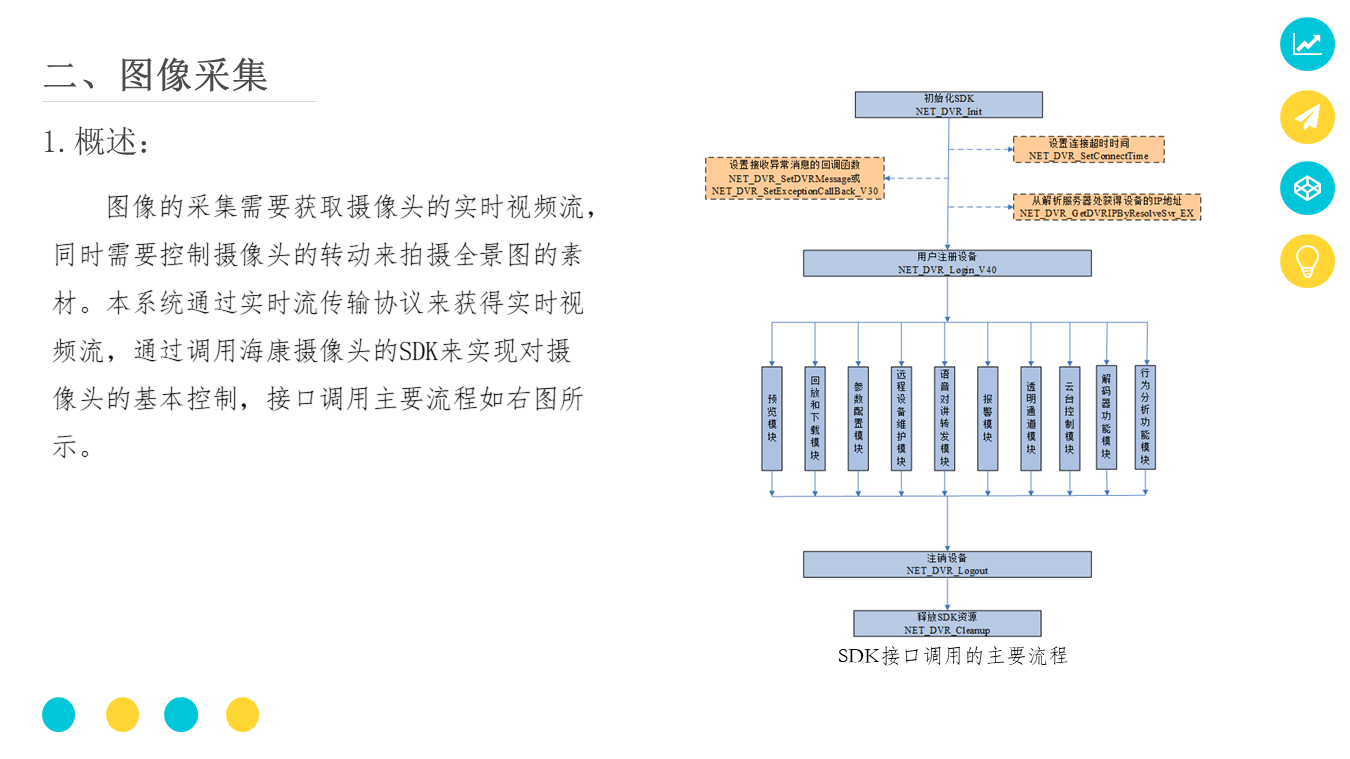 二、图像采集
1.概述：
图像的采集需要获取摄像头的实时视频流，
同时需要控制摄像头的转动来拍摄全景图的素
材。本系统通过实时流传输协议来获得实时视
频流，通过调用海康摄像头的SDK来实现对摄
像头的基本控制，接口调用主要流程如右图所
示。
初始化SDK
NET_DVR_Init
设置连接超时时间
NET_DVR_SetConnectTime
设置接收异常消息的回调函数
NET_DVR_SetDVRMessage或
NET_DVR_SetExceptionCallBack_V30
从解析服务器处获得设备的IP地址
NET_DVR_GetDVRIPByResolveSvr_EX
用户注册设备
NET_DVR_Login_V40
预览模块
回放和下载模块
参数配置模块
远程设备维护模块
语音对讲转发模块
报警模块
透明通道模块
云台控制模块
解码器功能模块
行为分析功能模块
注销设备
NET_DVR_Logout
释放SDK资源
NET_DVR_Cleanup
SDK接口调用的主要流程